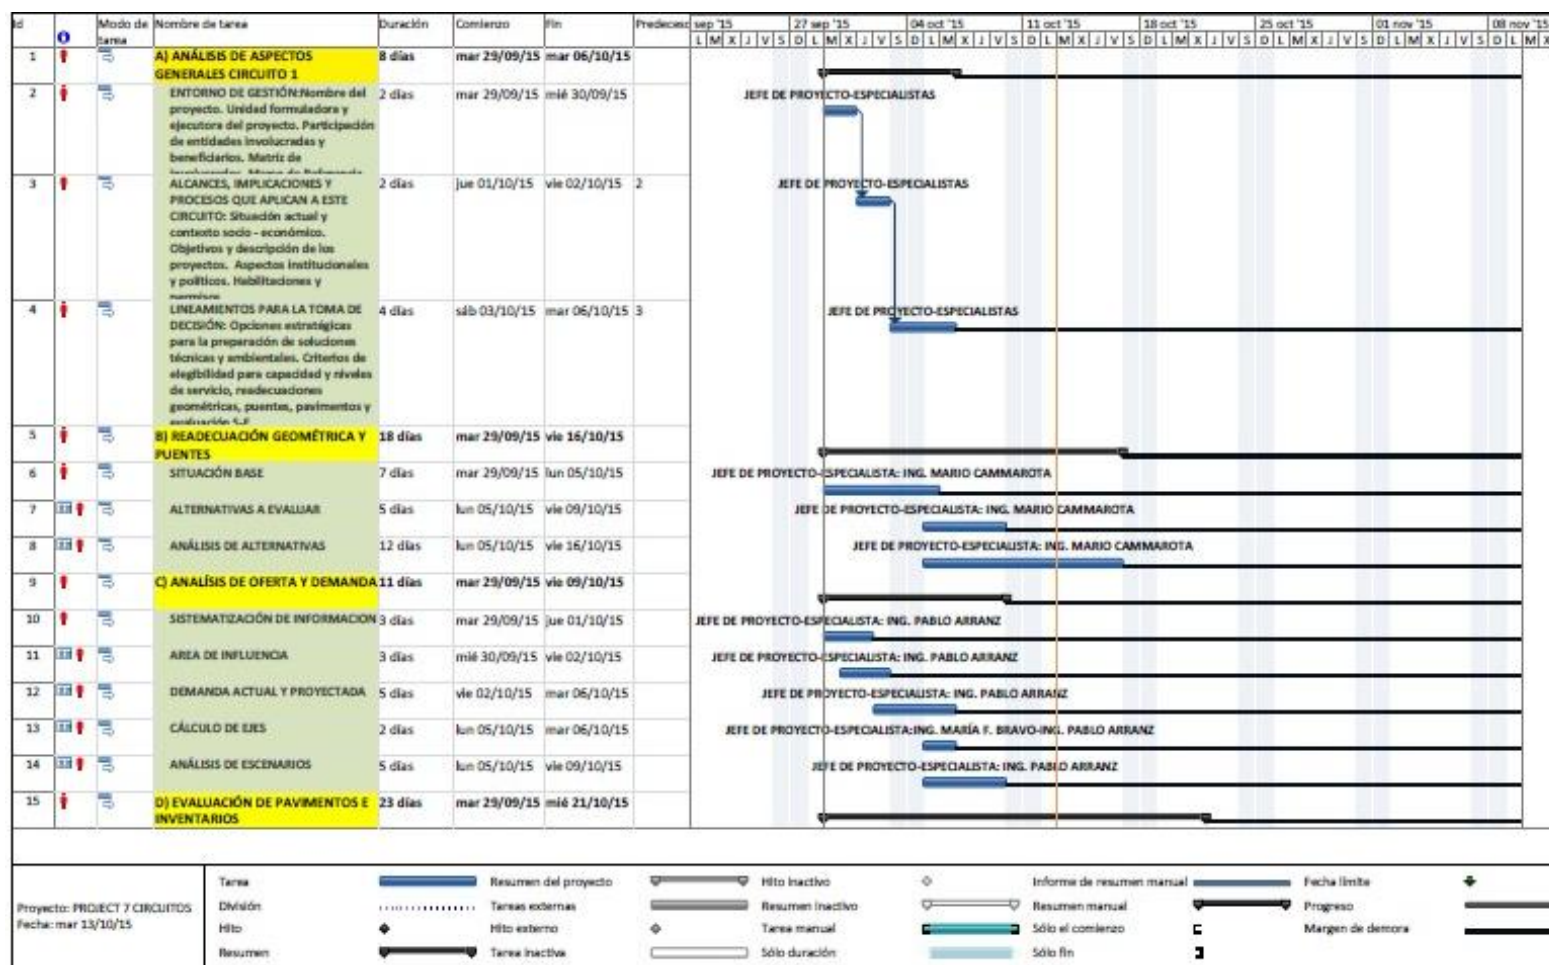 Id Modo de tarea Nombre de tarea Duración Comienzo Fin Predeceso
sep '15 27 sep '15 04 oct '15 11 oct '15 18 oct '15 25 oct '15 01 nov '15 08 nov '15
L M X J V S D L M X J V S D L M X J V S D L M X J V S D L M X J V S D L M X J V S D L M X J V S D L M X
1 A) ANÁLISIS DE ASPECTOS GENERALES CIRCUITO 1 8 días mar 29/09/15 mar 06/10/15
2 ENTORNO DE GESTIÓN:Nombre del 2 días mar 29/09/15 mié 30/09/15 JEFE DE PROYECTO-ESPECIALISTAS
proyecto. Unidad formuladora y
ejecutora del proyecto. Participación
de entidades involucradas y
beneficiarios. Matriz de
3 ALCANCES, IMPLICACIONES Y 2 días jue 01/10/15 vie 02/10/15 2 JEFE DE PROYECTO-ESPECIALISTAS
PROCESOS QUE APLICAN A ESTE
CIRCUITO: Situación actual y
contexto socio - económico.
Objetivos y descripción de los
proyectos. Aspectos institucionales
y políticos. Habilitaciones y
permisos
4 LINEAMIENTOS PARA LA TOMA DE 4 días sáb 03/10/15 mar 06/10/15 3 JEFE DE PROYECTO-ESPECIALISTAS
DECISIÓN: Opciones estratégicas
para la preparación de soluciones
técnicas y ambientales. Criterios de
elegibilidad para capacidad y niveles
de servicio, readecuaciones
geométricas, puentes, pavimentos y
evaluación S-E
5 B) READECUACIÓN GEOMÉTRICA Y PUENTES 18 días mar 29/09/15 vie 16/10/15
6 SITUACIÓN BASE 7 días mar 29/09/15 lun 05/10/15 JEFE DE PROYECTO-ESPECIALISTA: ING. MARIO CAMMAROTA
7 ALTERNATIVAS A EVALUAR 5 días lun 05/10/15 vie 09/10/15 JEFE DE PROYECTO-ESPECIALISTA: ING. MARIO CAMMAROTA
8 ANÁLISIS DE ALTERNATIVAS 12 días lun 05/10/15 vie 16/10/15 JEFE DE PROYECTO-ESPECIALISTA: ING. MARIO CAMMAROTA
9 C) ANALÍSIS DE OFERTA Y DEMANDA 11 días mar 29/09/15 vie 09/10/15
10 SISTEMATIZACIÓN DE INFORMACION 3 días mar 29/09/15 jue 01/10/15 JEFE DE PROYECTO-ESPECIALISTA: ING. PABLO ARRANZ
11 AREA DE INFLUENCIA 3 días mié 30/09/15 vie 02/10/15 JEFE DE PROYECTO-ESPECIALISTA: ING. PABLO ARRANZ
12 DEMANDA ACTUAL Y PROYECTADA 5 días vie 02/10/15 mar 06/10/15 JEFE DE PROYECTO-ESPECIALISTA: ING. PABLO ARRANZ
13 CÁLCULO DE EJES 2 días lun 05/10/15 mar 06/10/15 JEFE DE PROYECTO-ESPECIALISTA:ING. MARÍA F. BRAVO-ING. PABLO ARRANZ
14 ANÁLISIS DE ESCENARIOS 5 días lun 05/10/15 vie 09/10/15 JEFE DE PROYECTO-ESPECIALISTA: ING. PABLO ARRANZ
15 D) EVALUACIÓN DE PAVIMENTOS E INVENTARIOS 23 días mar 29/09/15 mié 21/10/15
Proyecto: PROJECT 7 CIRCUITOS
Fecha: mar 13/10/15
Tarea Resumen del proyecto Hito inactivo Informe de resumen manual Fecha límite
División Tareas externas Resumen inactivo Resumen manual Progreso
Hito Hito externo Tarea manual Sólo el comienzo Margen de demora
Resumen Tarea inactiva Sólo duración Sólo fin